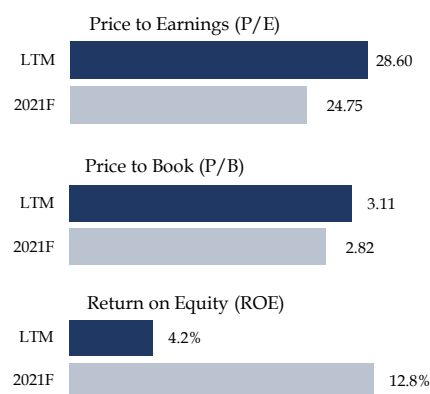 Price to Earnings (P/E)
LTM 28.60
2021F 24.75
Price to Book (P/B)
LTM 3.11
2021F 2.82
Return on Equity (ROE)
LTM 4.2%
2021F 12.8%